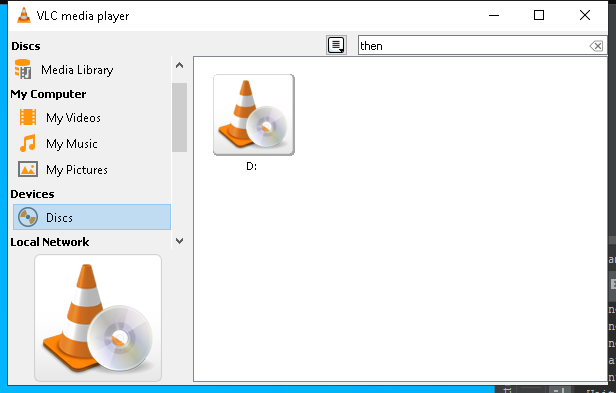 VLC media player
Discs
then
Media Library
My Computer
My Videos
My Music
My Pictures
Devices
Discs
Local Network
D: